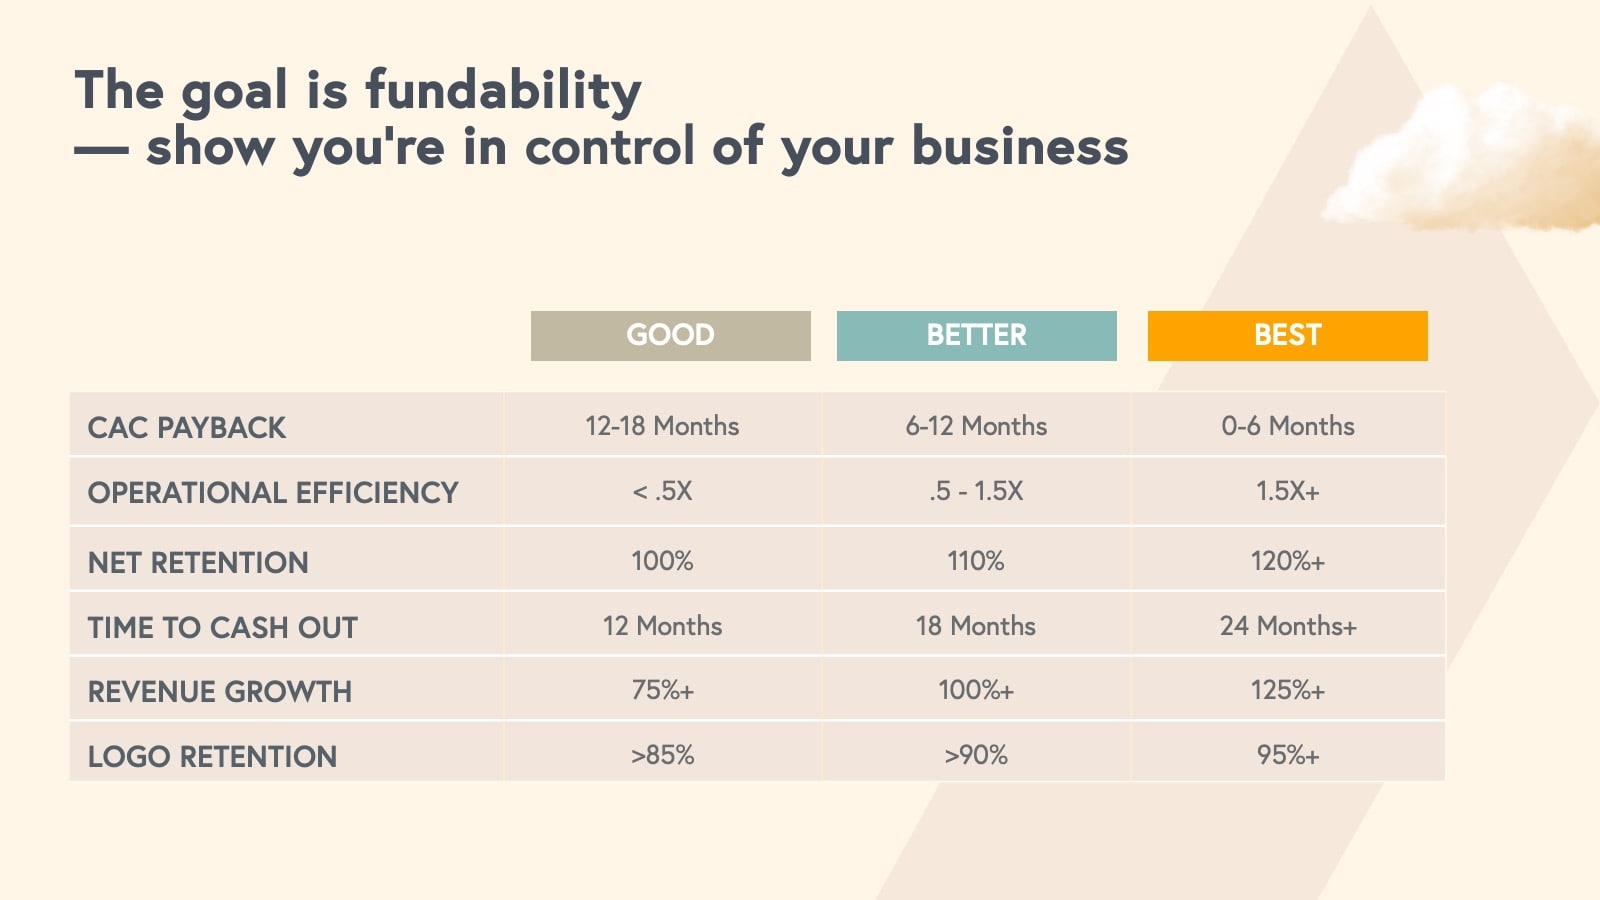 The goal is fundability
— show you're in control of your business
GOOD BETTER BEST
CAC PAYBACK 12-18 Months 6-12 Months 0-6 Months
OPERATIONAL EFFICIENCY < .5X .5 - 1.5X 1.5X+
NET RETENTION 100% 110% 120%+
TIME TO CASH OUT 12 Months 18 Months 24 Months+
REVENUE GROWTH 75%+ 100%+ 125%+
LOGO RETENTION >85% >90% 95%+